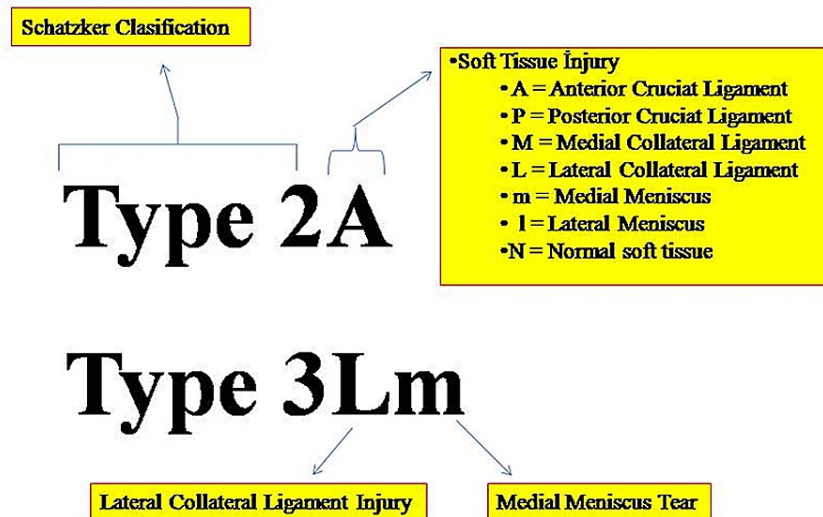 Schatzker Clasification
•Soft Tissue İnjury
•A = Anterior Cruciat Ligament
•P = Posterior Cruciat Ligament
•M = Medial Collateral Ligament
•L = Lateral Collateral Ligament
•m = Medial Meniscus
•l = Lateral Meniscus
•N = Normal soft tissue
Type 2A
Type 3Lm
Lateral Collateral Ligament Injury
Medial Meniscus Tear